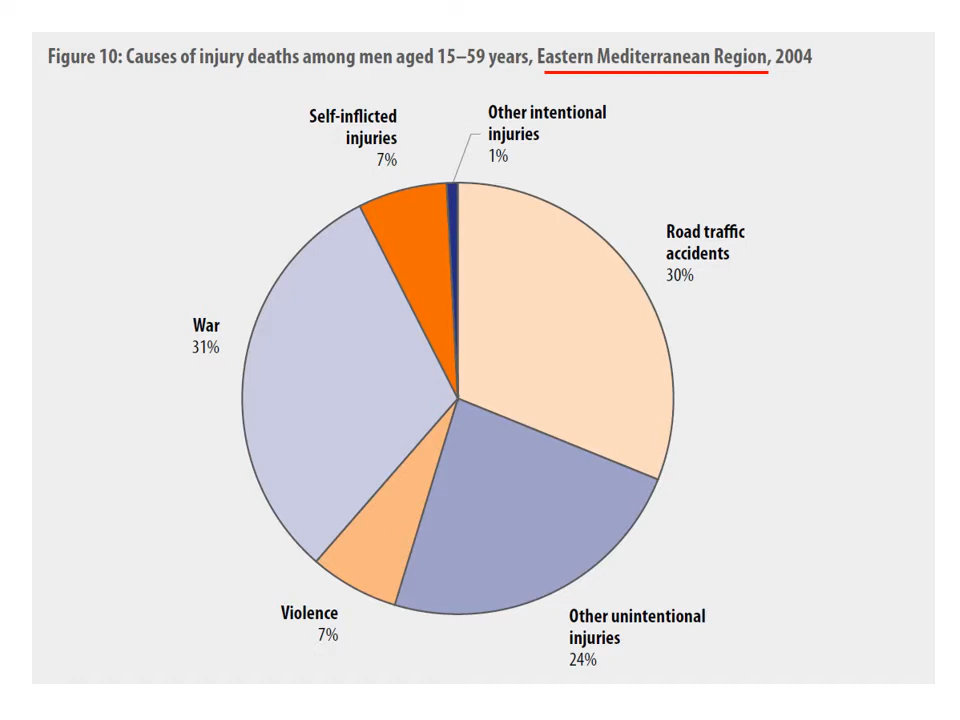 Figure 10: Causes of injury deaths among men aged 15–59 years, Eastern Mediterranean Region, 2004
Self-inflicted
injuries
7%
Other intentional
injuries
1%
Road traffic
accidents
30%
War
31%
Violence
7%
Other unintentional
injuries
24%